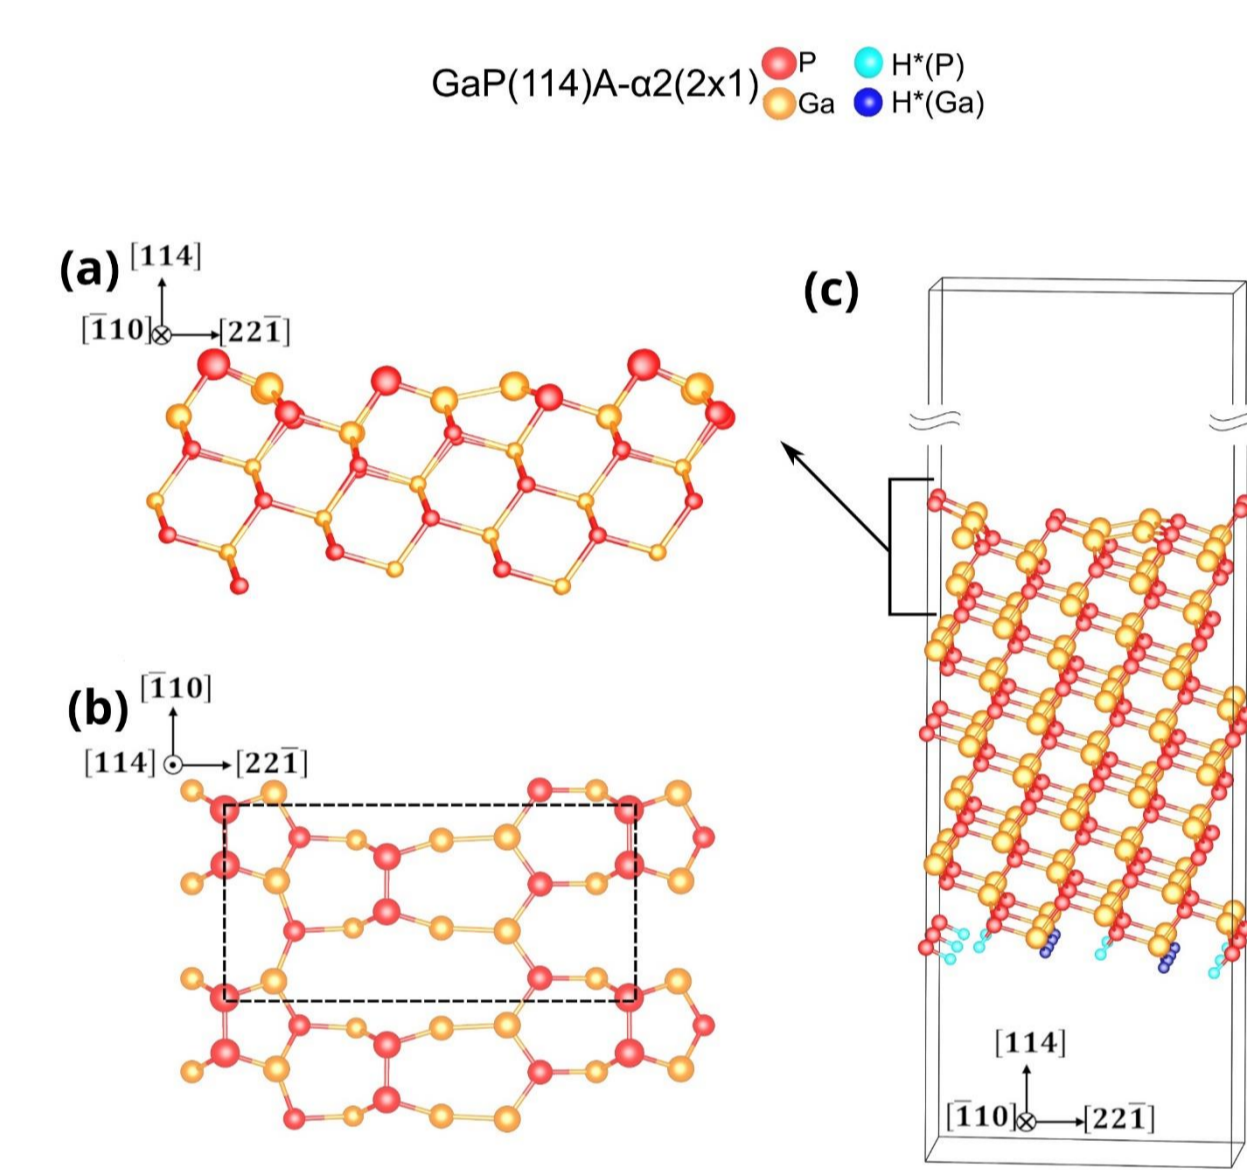 GaP(114)A-α2(2x1)
P
H*(P)
Ga
H*(Ga)
(a)
[114]
[1̅10]
[221̅]
(b)
[1̅10]
[114]
[221̅]
(c)
[114]
[1̅10]
[221̅]